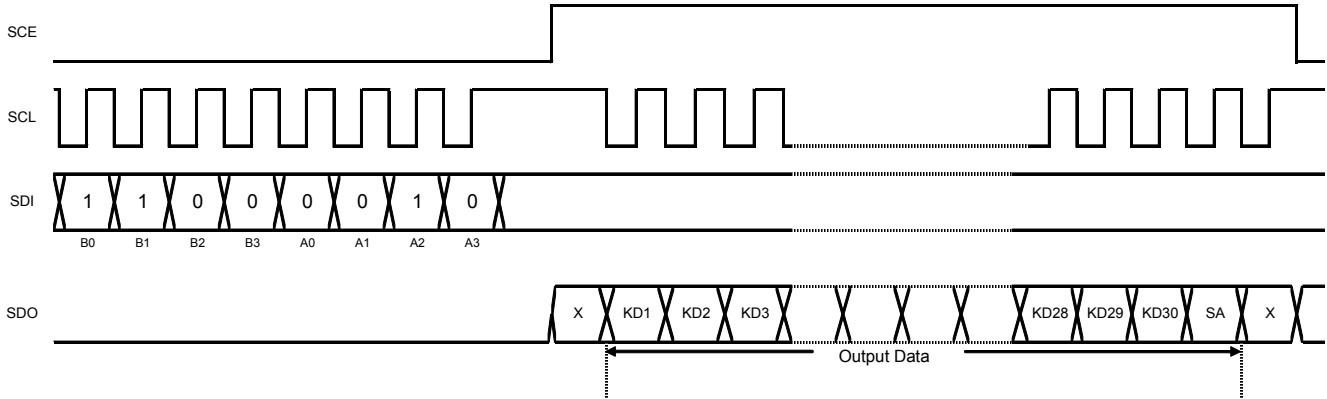 SCE
SCL
SDI 1 1 0 0 0 0 1 0
B0 B1 B2 B3 A0 A1 A2 A3
SDO X KD1 KD2 KD3 KD28 KD29 KD30 SA X
Output Data